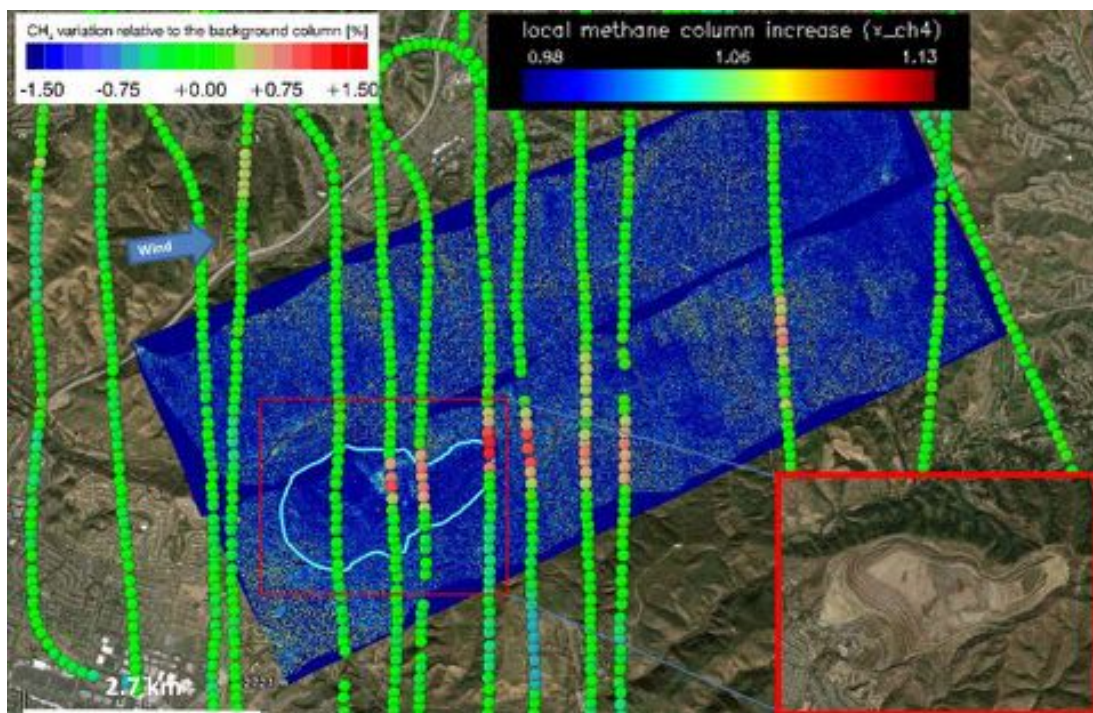 CH₄ variation relative to the background column [%]
-1.50 -0.75 +0.00 +0.75 +1.50
local methane column increase (x_ch4)
0.98 1.06 1.13
Wind
2.7 km